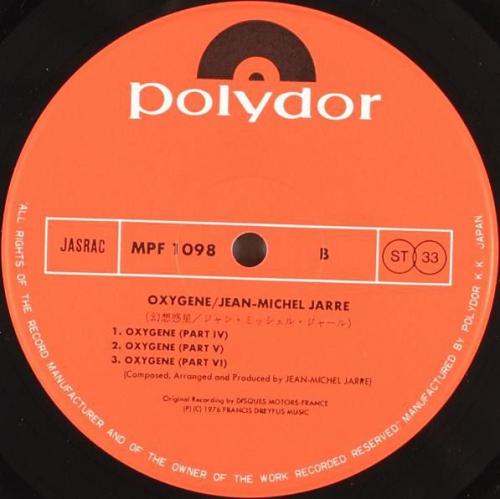 polydor
JASRAC
MPF 1098
B
ST 33
OXYGENE/JEAN-MICHEL JARRE
(幻想惑星/ジャン・ミッシェル・ジャール)
1. OXYGENE (PART IV)
2. OXYGENE (PART V)
3. OXYGENE (PART VI)
(Composed, Arranged and Produced by JEAN-MICHEL JARRE)
Original Recording by DISQUES MOTORS-FRANCE
(P) (C) 1976 FRANCIS DREYFUS MUSIC
"ALL RIGHTS OF THE RECORD MANUFACTURER AND OF THE OWNER OF THE WORK RECORDED RESERVED" MANUFACTURED BY POLYDOR K.K. JAPAN